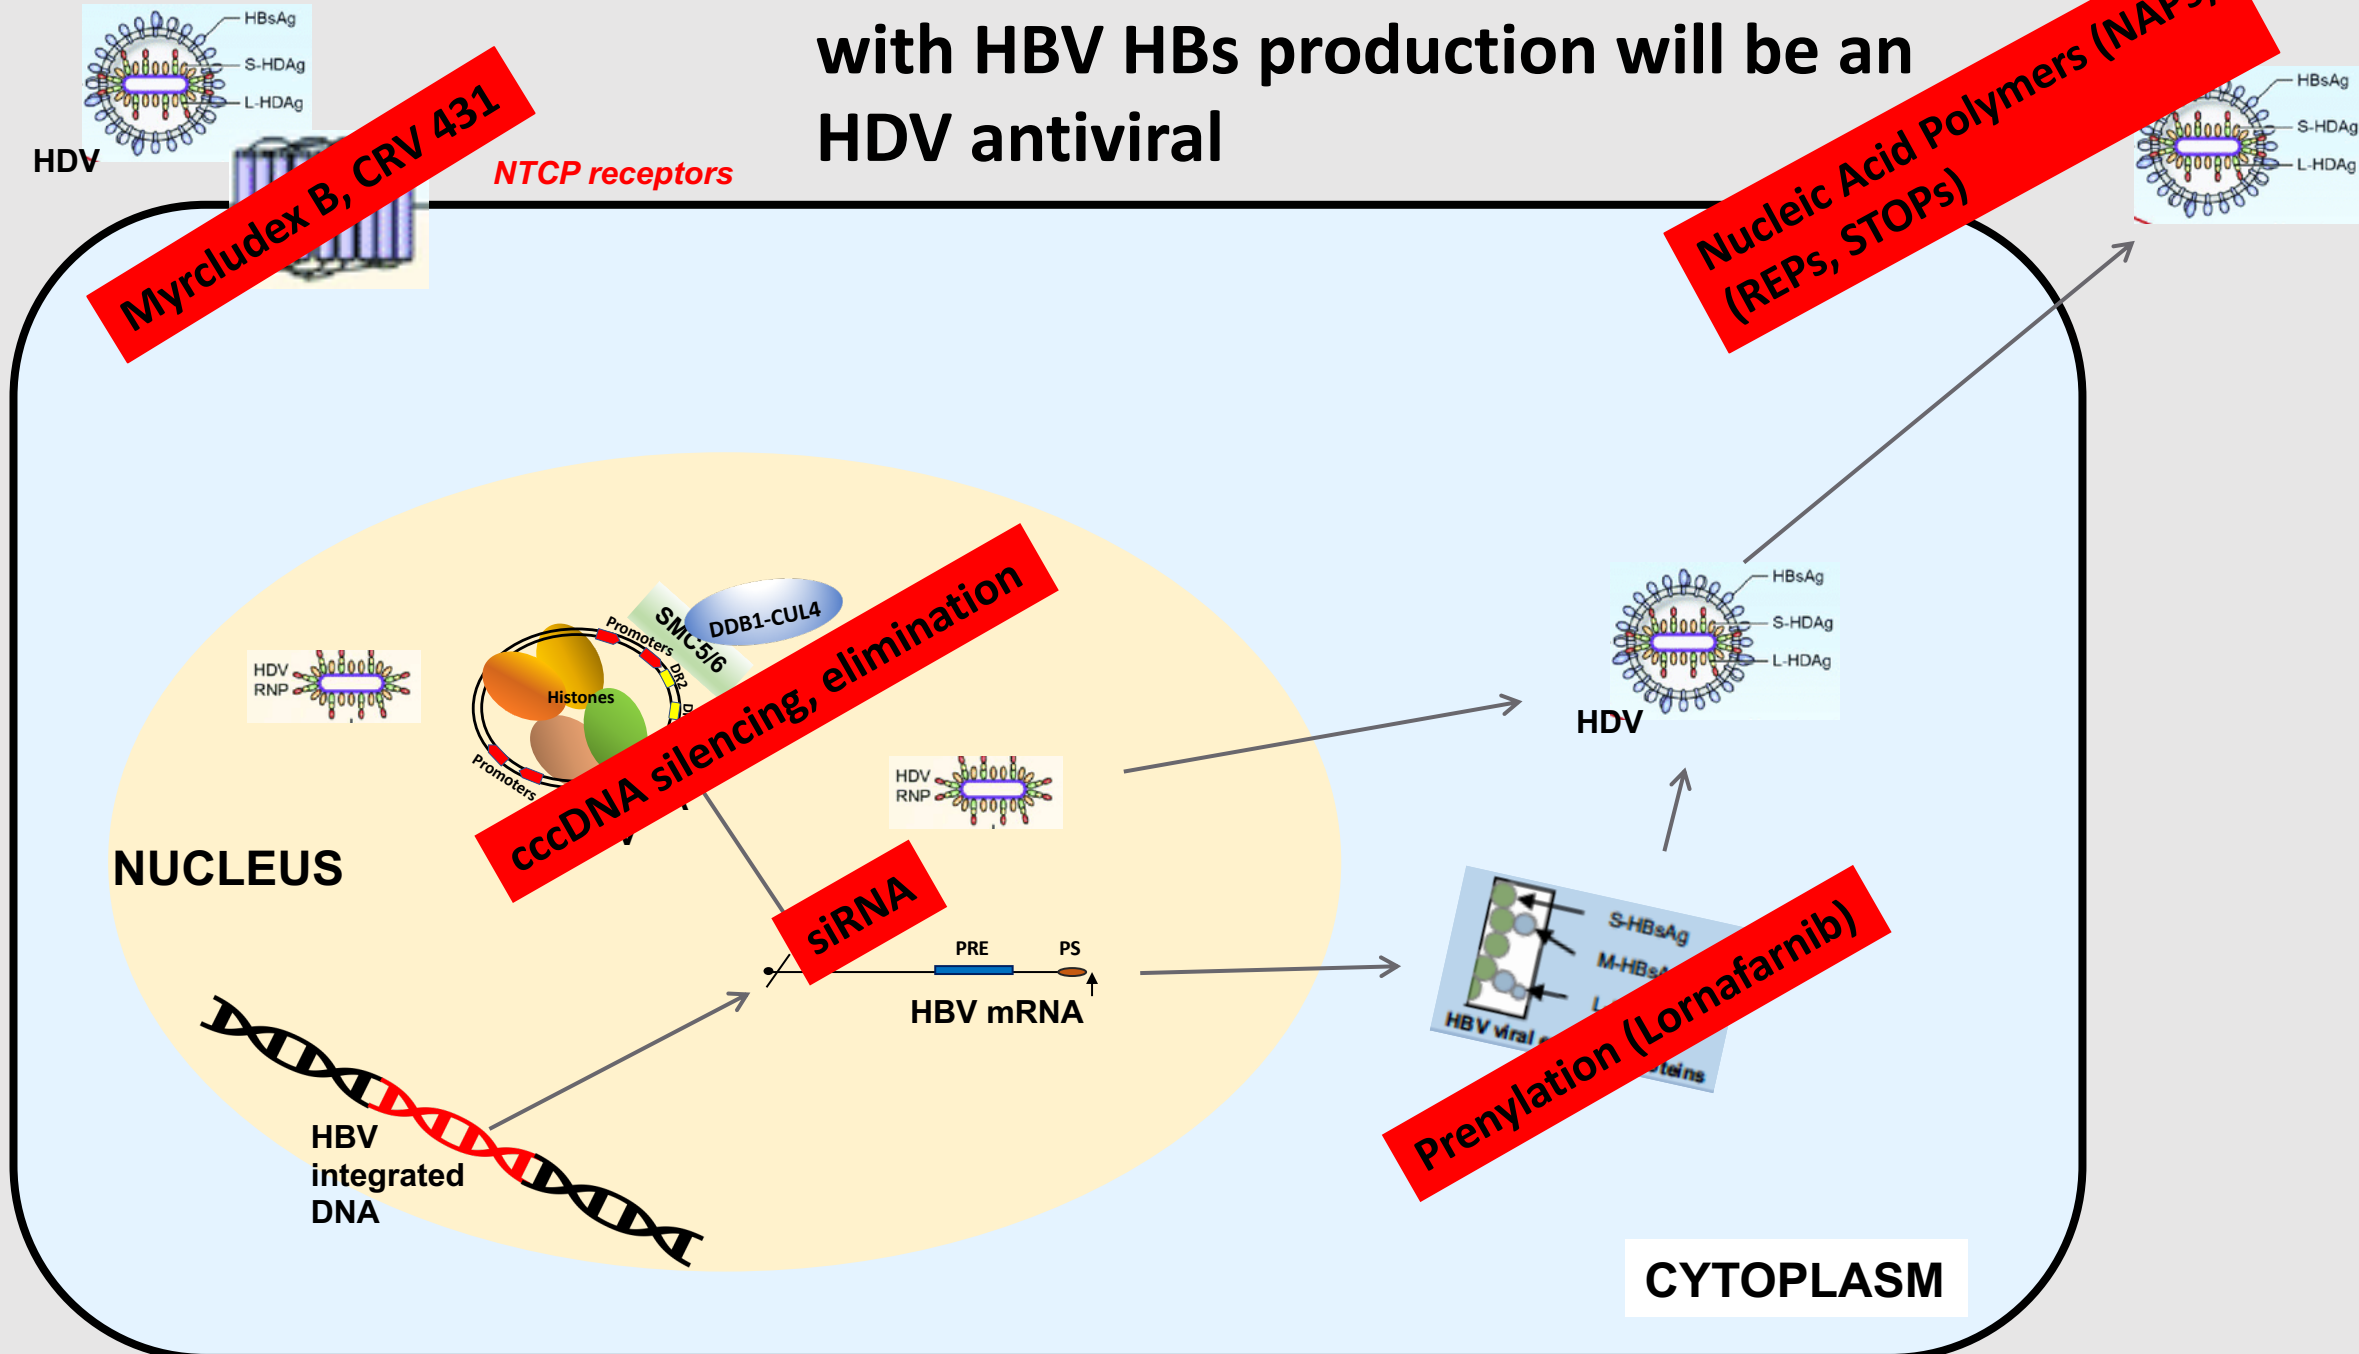 with HBV HBs production will be an
HDV antiviral
HBsAg
S-HDAg
L-HDAg
HDV
Myrcludex B, CRV 431
NTCP receptors
Nucleic Acid Polymers (NAPs)
(REPs, STOPs)
HBsAg
S-HDAg
L-HDAg
SMC5/6
DDB1-CUL4
Promoters
DR2
Histones
Promoters
cccDNA silencing, elimination
HDV
RNP
HDV
RNP
HBsAg
S-HDAg
L-HDAg
HDV
NUCLEUS
siRNA
PRE
PS
HBV mRNA
HBV
integrated
DNA
S-HBsAg
HBV viral
Prenylation (Lornafarnib)
CYTOPLASM